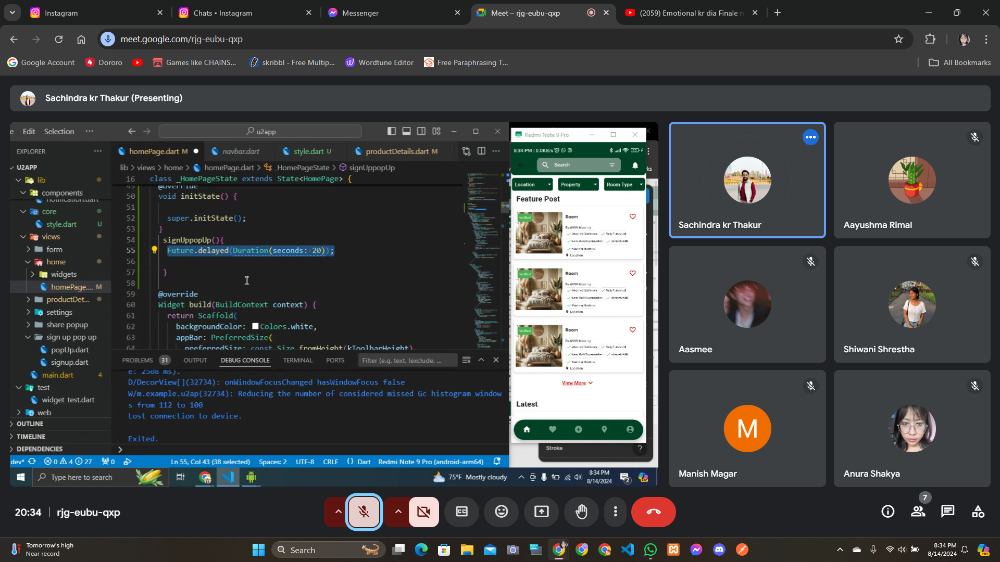 Instagram
Chats • Instagram
Messenger
Meet – rjg-eubu-qxp
(2059) Emotional kr dia Finale n
meet.google.com/rjg-eubu-qxp
Google Account
Dororo
Games like CHAINS...
skribbl - Free Multip...
Wordtune Editor
Free Paraphrasing T...
All Bookmarks
Sachindra kr Thakur (Presenting)
e Edit Selection ···
u2app
EXPLORER
homePage.dart M
navbar.dart
style.dart U
productDetails.dart M
U2APP
lib > views > home > homePage.dart > _HomePageState > signUppopUp
lib
components
notification.dart
core
style.dart U
views
form
home
widgets
homePage.... M
productDet...
settings
share popup
sign up pop up
popUp.dart
signup.dart
main.dart 4
test
widget_test.dart
web
OUTLINE
TIMELINE
DEPENDENCIES
16 class _HomePageState extends State<HomePage> {
49 @override
50 void initState() {
51
52 super.initState();
53 }
54 signUppopUp(){
55 Future.delayed(Duration(seconds: 20));
56
57 }
58
59 @override
60 Widget build(BuildContext context) {
61 return Scaffold(
62 backgroundColor: Colors.white,
63 appBar: PreferredSize(
64 preferredSize: const Size.fromHeight(kToolbarHeight)
PROBLEMS 31 OUTPUT DEBUG CONSOLE TERMINAL PORTS
Filter (e.g. text, !exclude, ...
e: 2508 ms).
D/DecorView[](32734): onWindowFocusChanged hasWindowFocus false
W/m.example.u2ap(32734): Reducing the number of considered missed Gc histogram window
s from 112 to 100
Lost connection to device.
Exited.
dev* 0 4 27 0
Ln 55, Col 43 (38 selected) Spaces: 2 UTF-8 CRLF {} Dart Redmi Note 9 Pro (android-arm64)
Type here to search
75°F Mostly cloudy
8:34 PM
8/14/2024
2
Redmi Note 9 Pro
8:34 PM | 0.0KB/s
Search
Location
Property
Room Type
Feature Post
Verified
Room
Rs.6999 Monthly
Attached Bathroom
Fully Furnished
Near Mall/Supermarket
Internet/Wifi
Washing Machine
Location
Verified
Room
Rs.6999 Monthly
Attached Bathroom
Fully Furnished
Near Mall/Supermarket
Internet/Wifi
Washing Machine
Location
Verified
Room
Rs.6999 Monthly
Attached Bathroom
Fully Furnished
Near Mall/Supermarket
Internet/Wifi
Washing Machine
Location
View More
Latest
Stroke
?
Sachindra kr Thakur
Aayushma Rimal
Aasmee
Shiwani Shrestha
M
Manish Magar
Anura Shakya
20:34 | rjg-eubu-qxp
7
Tomorrow's high
Near record
Search
8:34 PM
8/14/2024